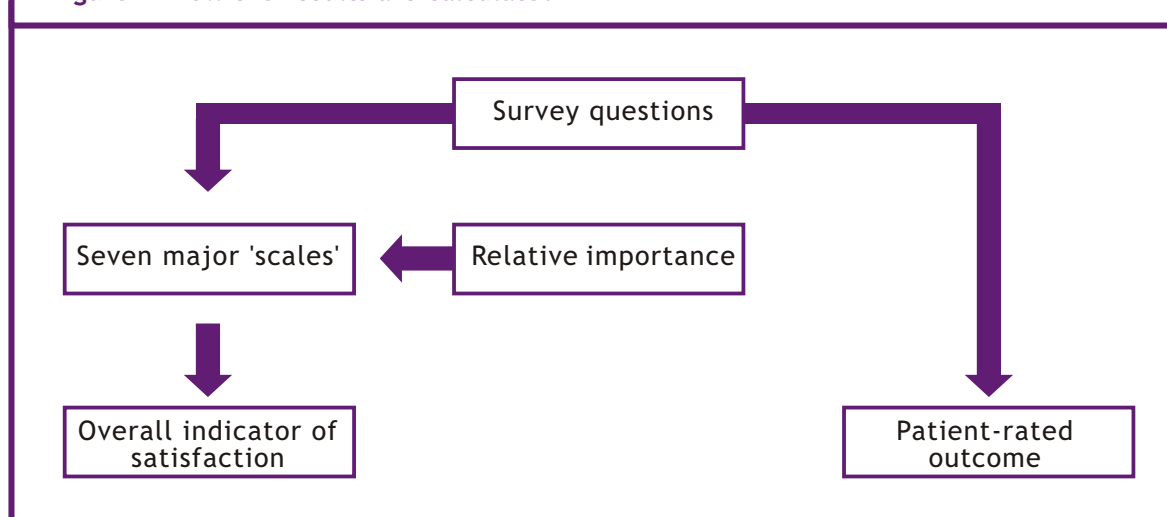 Survey questions
Seven major 'scales'
Relative importance
Overall indicator of
satisfaction
Patient-rated
outcome